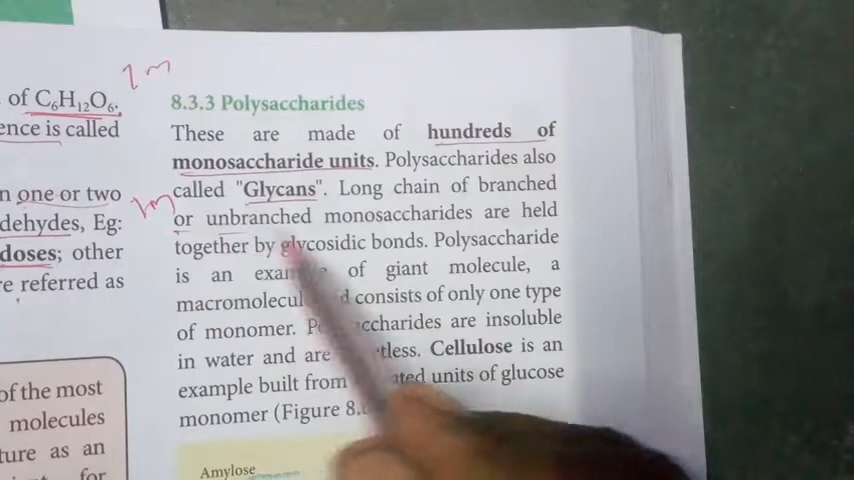 1m
of C6H12O6.
ence is called
n one or two
dehydes, Eg:
doses; other
re referred as
of the most
molecules
ture as an
for
8.3.3 Polysaccharides
These are made of hundreds of
monosaccharide units. Polysaccharides also
called "Glycans". Long chain of branched
1m
or unbranched monosaccharides are held
together by glycosidic bonds. Polysaccharide
is an of giant molecule, a
macromolecul d consists of only one type
of monomer. P ccharides are insoluble
in water and are tless. Cellulose is an
example built from ated units of glucose
monomer (Figure 8.
Amylose